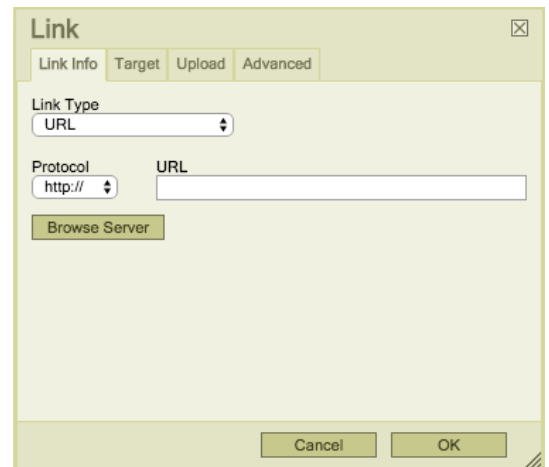 Link
Link Info Target Upload Advanced
Link Type
URL
Protocol URL
http://
Browse Server
Cancel OK